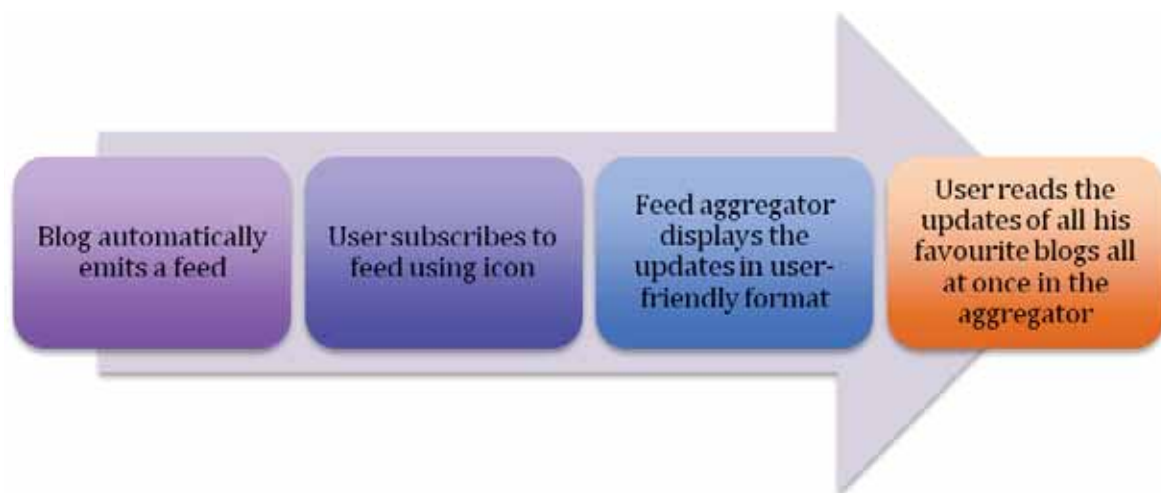 Blog automatically
emits a feed
User subscribes to
feed using icon
Feed aggregator
displays the
updates in user-
friendly format
User reads the
updates of all his
favourite blogs all
at once in the
aggregator